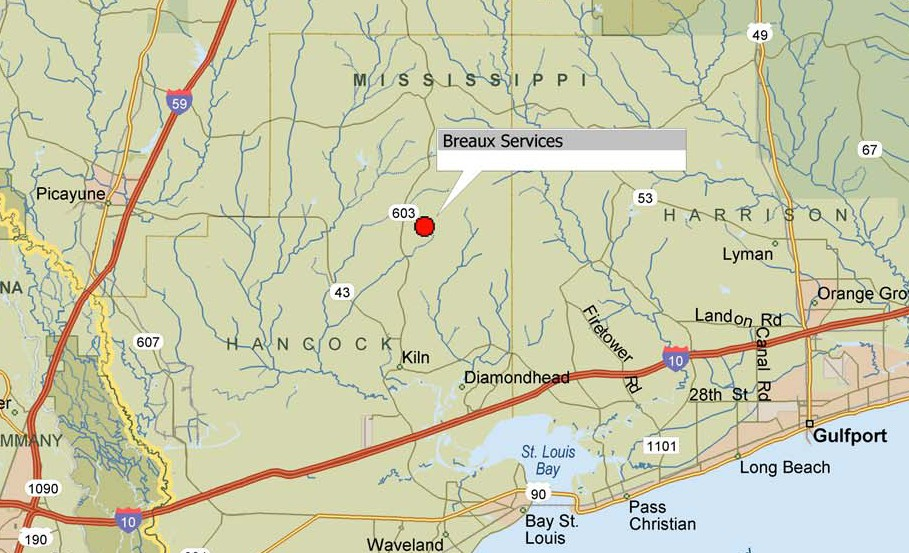 49
MISSISSIPPI
59
Breaux Services
67
Picayune
53
603
HARRISON
Lyman
NA
43
Orange Gro
Landon Rd
Firetower Rd
Canal Rd
607
HANCOCK
Kiln
10
Diamondhead
28th St
er
Gulfport
MMANY
St. Louis
Bay
1101
Long Beach
1090
90
Pass
Christian
10
Bay St.
Louis
190
Waveland